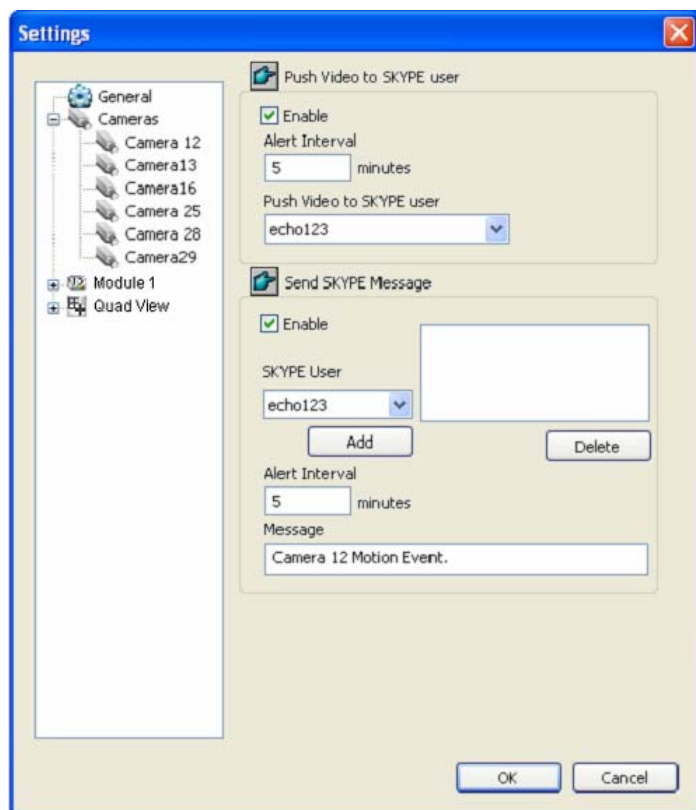 Settings
General
Cameras
Camera 12
Camera13
Camera16
Camera 25
Camera 28
Camera29
Module 1
Quad View
Push Video to SKYPE user
Enable
Alert Interval
5 minutes
Push Video to SKYPE user
echo123
Send SKYPE Message
Enable
SKYPE User
echo123
Add
Delete
Alert Interval
5 minutes
Message
Camera 12 Motion Event.
OK Cancel